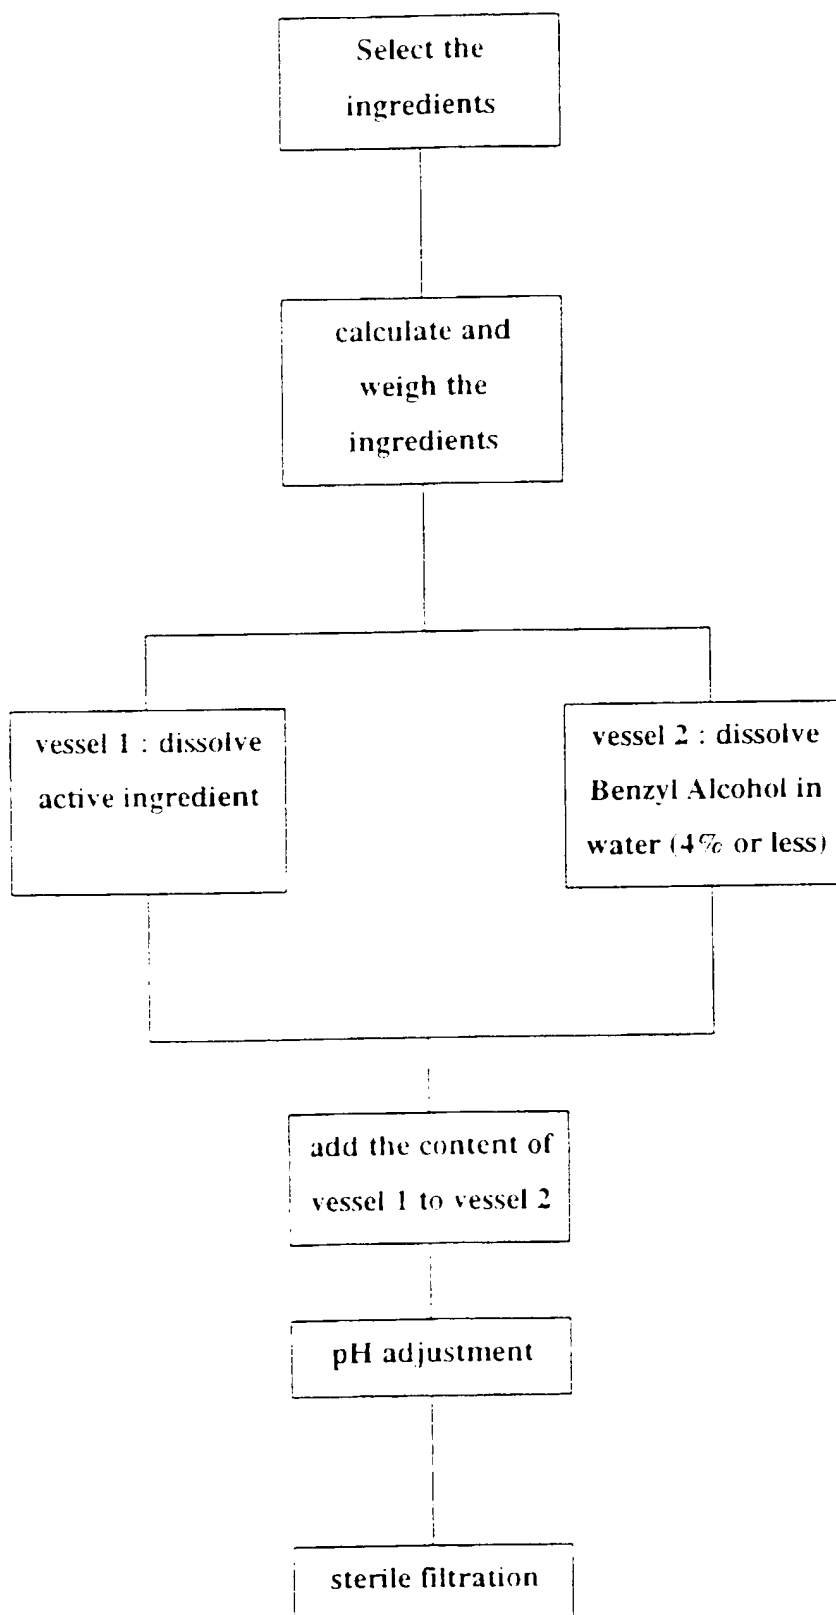 Select the
ingredients
calculate and
weigh the
ingredients
vessel 1 : dissolve
active ingredient
vessel 2 : dissolve
Benzyl Alcohol in
water (4% or less)
add the content of
vessel 1 to vessel 2
pH adjustment
sterile filtration